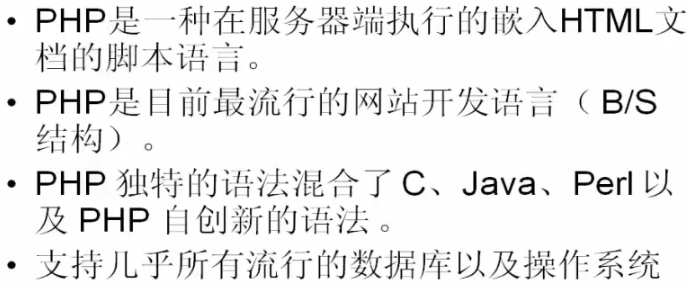 • PHP是一种在服务器端执行的嵌入HTML文
档的脚本语言。
• PHP是目前最流行的网站开发语言（ B/S
结构）。
• PHP 独特的语法混合了 C、Java、Perl 以
及 PHP 自创新的语法 。
• 支持几乎所有流行的数据库以及操作系统